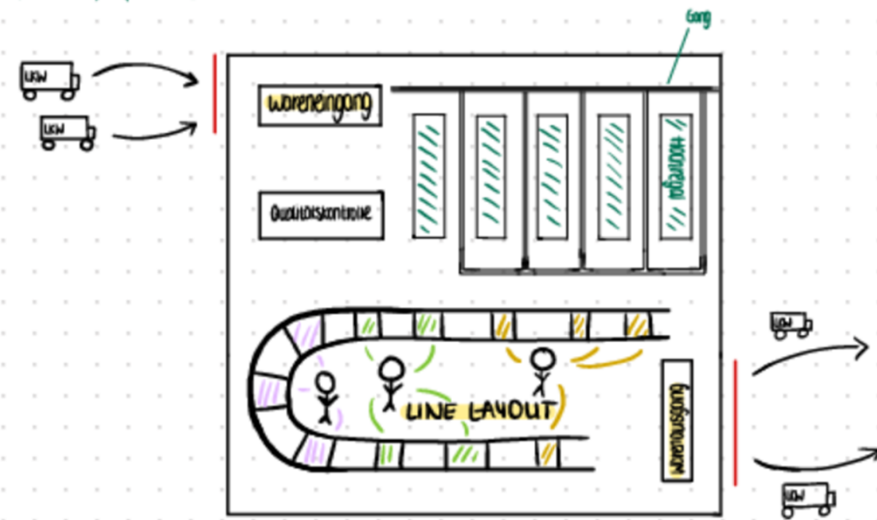 Gang
LKW
LKW
Wareneingang
Hochregal
Qualitätskontrolle
LKW
LINE LAYOUT
Warenausgang
LKW